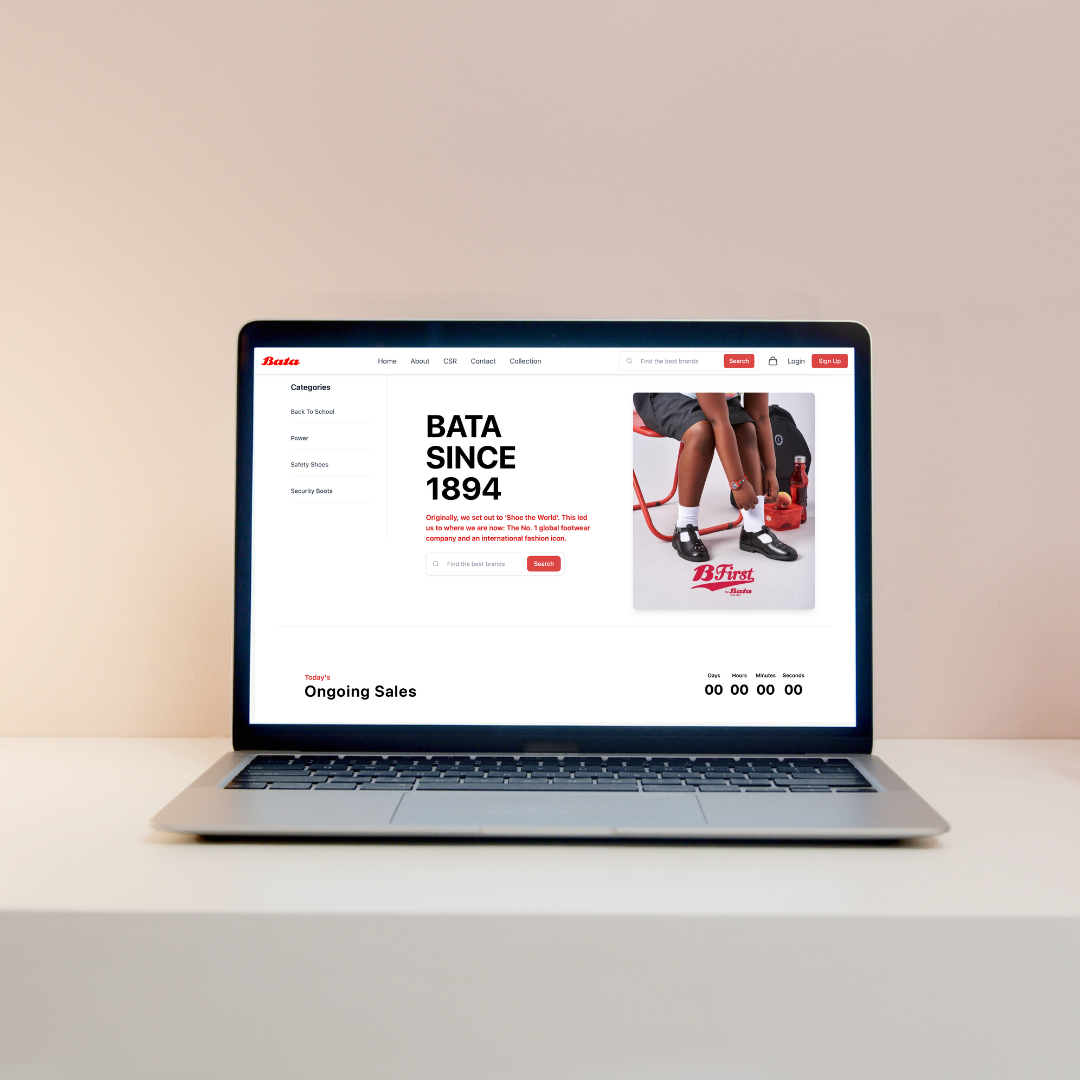 Bata
Home About CSR Contact Collection
Find the best brands Search
Login Sign Up
Categories
Back To School
Power
Safety Shoes
Security Boots
BATA
SINCE
1894
Originally, we set out to 'Shoe the World'. This led
us to where we are now: The No. 1 global footwear
company and an international fashion icon.
Find the best brands Search
B First
by Bata
Today's
Ongoing Sales
Days Hours Minutes Seconds
00 00 00 00